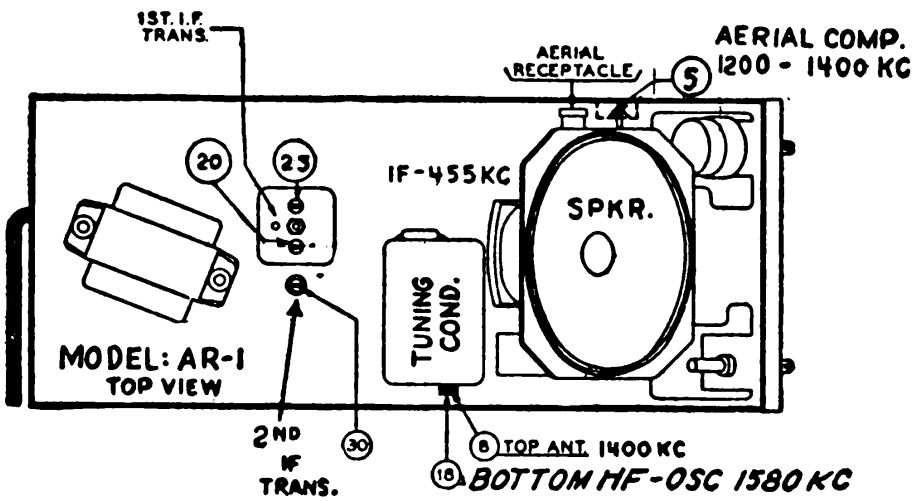 1ST. I.F.
TRANS.
AERIAL
RECEPTACLE
5
AERIAL COMP.
1200 - 1400 KC
20
25
IF-455KC
SPKR.
TUNING
COND.
MODEL: AR-1
TOP VIEW
2ND
IF
TRANS.
30
8 TOP ANT. 1400 KC
18 BOTTOM HF-OSC 1580 KC